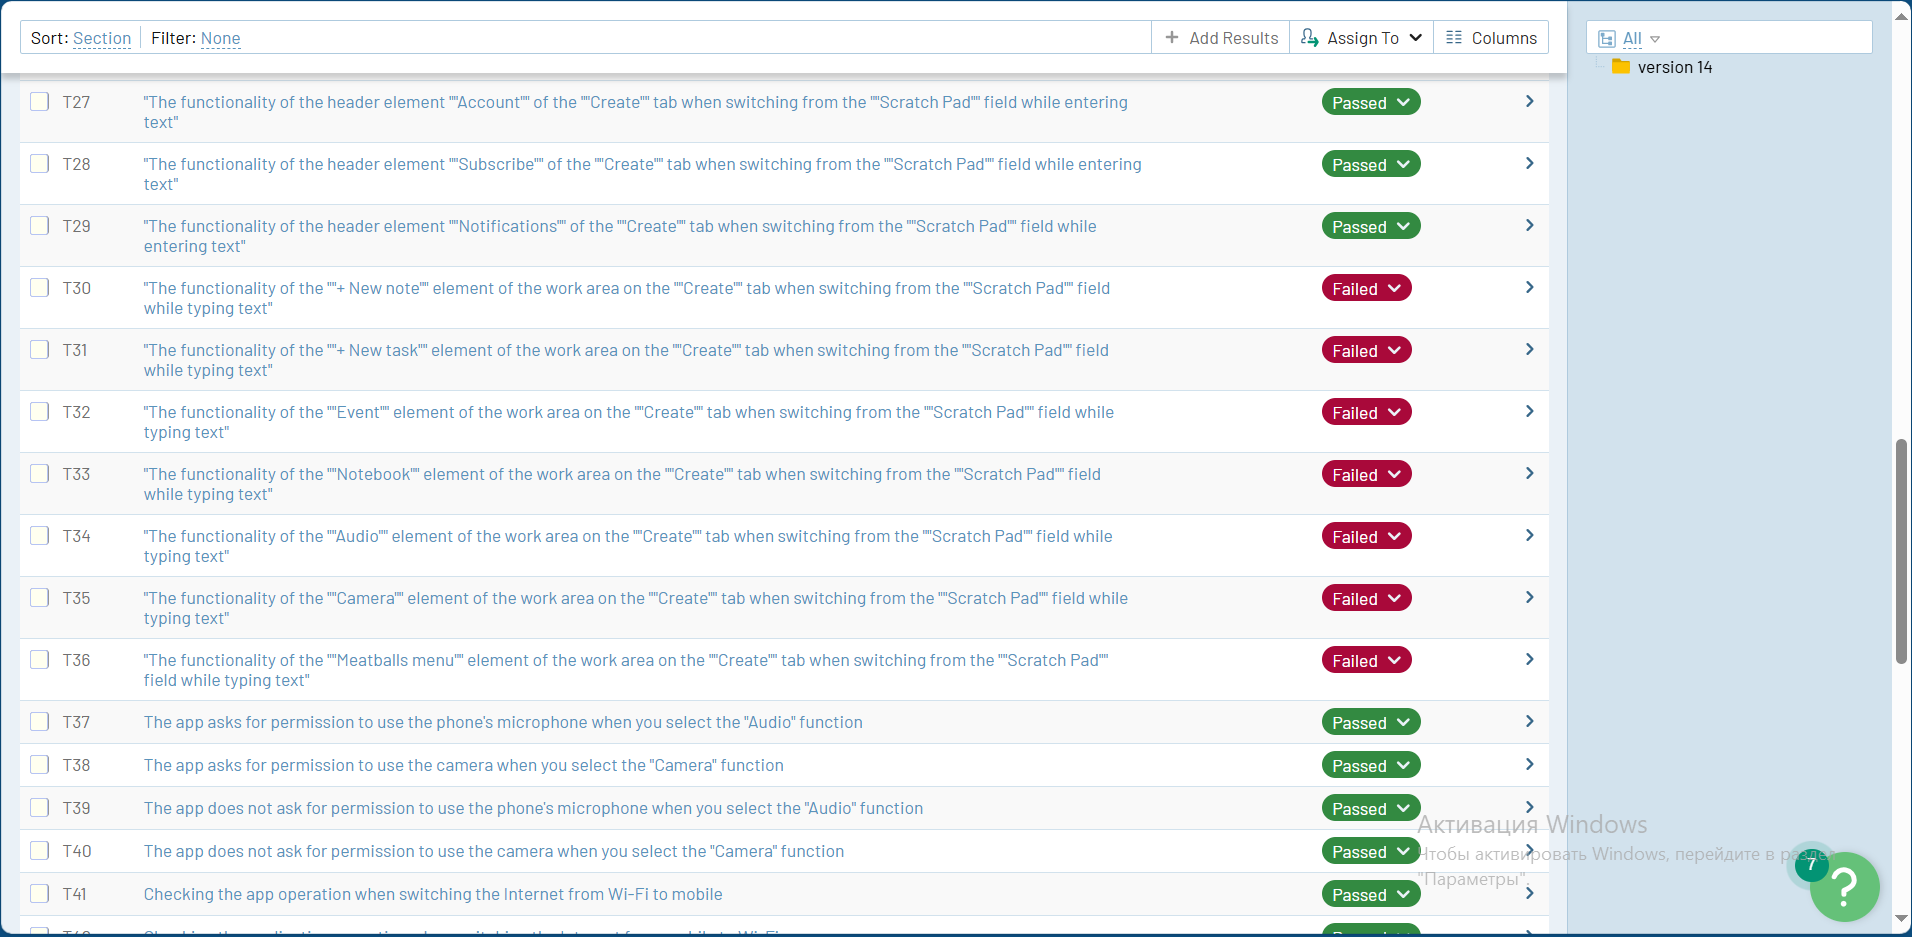 Sort: Section Filter: None
Add Results
Assign To
Columns
All
version 14
T27 "The functionality of the header element ""Account"" of the ""Create"" tab when switching from the ""Scratch Pad"" field while entering Passed
text"
T28 "The functionality of the header element ""Subscribe"" of the ""Create"" tab when switching from the ""Scratch Pad"" field while entering Passed
text"
T29 "The functionality of the header element ""Notifications"" of the ""Create"" tab when switching from the ""Scratch Pad"" field while Passed
entering text"
T30 "The functionality of the ""+ New note"" element of the work area on the ""Create"" tab when switching from the ""Scratch Pad"" field Failed
while typing text"
T31 "The functionality of the ""+ New task"" element of the work area on the ""Create"" tab when switching from the ""Scratch Pad"" field Failed
while typing text"
T32 "The functionality of the ""Event"" element of the work area on the ""Create"" tab when switching from the ""Scratch Pad"" field while Failed
typing text"
T33 "The functionality of the ""Notebook"" element of the work area on the ""Create"" tab when switching from the ""Scratch Pad"" field Failed
while typing text"
T34 "The functionality of the ""Audio"" element of the work area on the ""Create"" tab when switching from the ""Scratch Pad"" field while Failed
typing text"
T35 "The functionality of the ""Camera"" element of the work area on the ""Create"" tab when switching from the ""Scratch Pad"" field while Failed
typing text"
T36 "The functionality of the ""Meatballs menu"" element of the work area on the ""Create"" tab when switching from the ""Scratch Pad"" Failed
field while typing text"
T37 The app asks for permission to use the phone's microphone when you select the "Audio" function Passed
T38 The app asks for permission to use the camera when you select the "Camera" function Passed
T39 The app does not ask for permission to use the phone's microphone when you select the "Audio" function Passed
T40 The app does not ask for permission to use the camera when you select the "Camera" function Passed
T41 Checking the app operation when switching the Internet from Wi-Fi to mobile Passed
Активация Windows
Чтобы активировать Windows, перейдите в раздел
"Параметры".
7
?